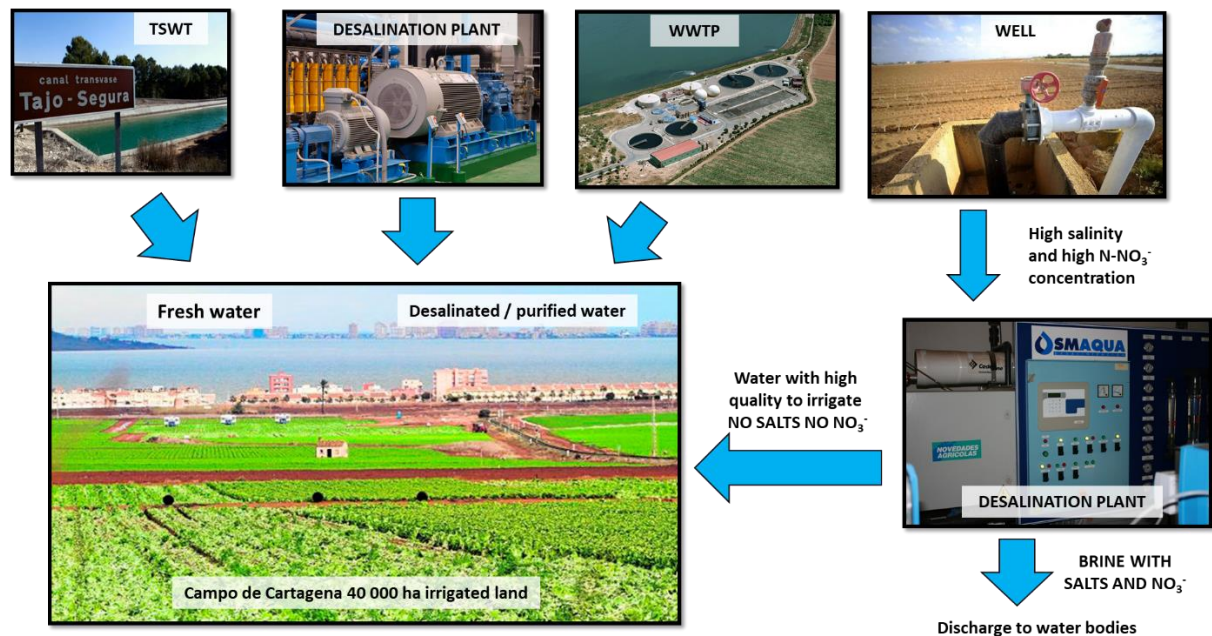 TSWT
canal transvase
Tajo - Segura
DESALINATION PLANT
WWTP
WELL
High salinity
and high N-NO₃⁻
concentration
Fresh water
Desalinated / purified water
Campo de Cartagena 40 000 ha irrigated land
Water with high
quality to irrigate
NO SALTS NO NO₃⁻
OSMAQUA
NOVEDADES
AGRÍCOLAS
DESALINATION PLANT
BRINE WITH
SALTS AND NO₃⁻
Discharge to water bodies